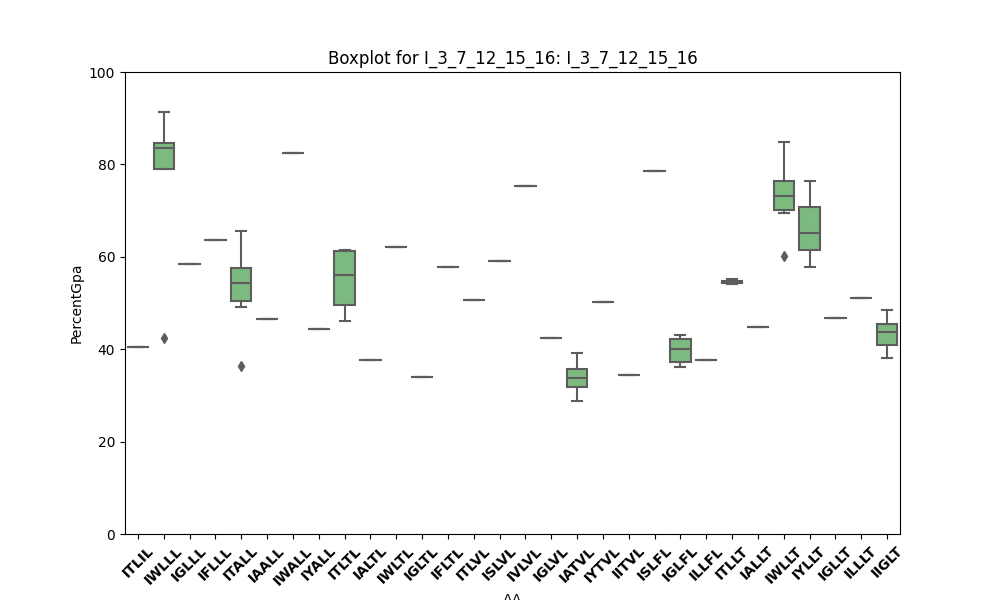 Boxplot for I_3_7_12_15_16: I_3_7_12_15_16
100
80
60
40
20
0
PercentGpa
ITLIL IWLLL IGLLL IFLLL ITALL IAALL IWALL IYALL ITLTL IALTL IWLTL IGLTL IFLTL ITLVL ISLVL IVLVL IGLVL IATVL IYTVL IITVL ISLFL IGLFL ILLFL ITLLT IALLT IWLLT IYLLT IGLLT ILLLT IIGLT
AA